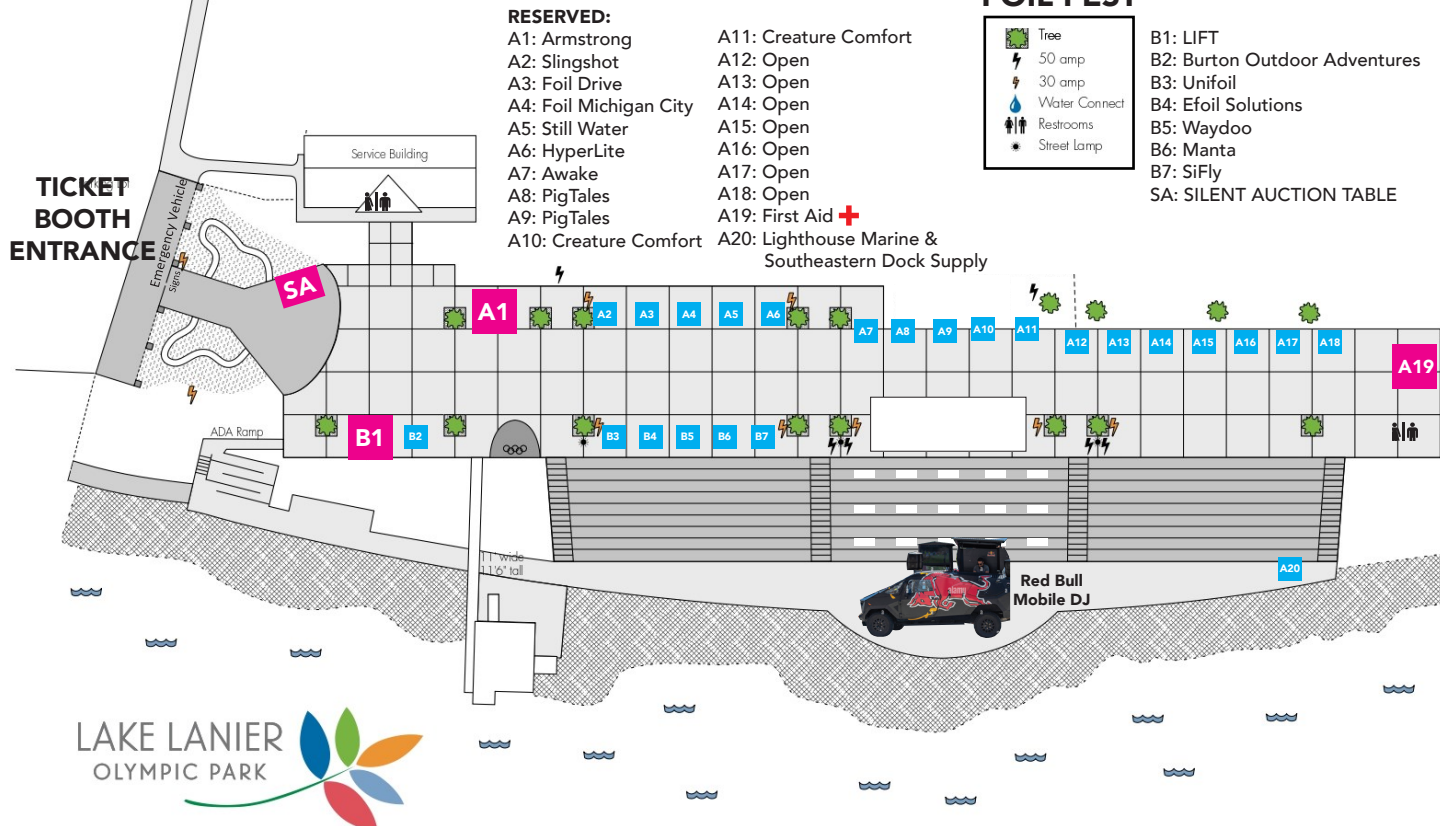 FOIL FEST
RESERVED:
A1: Armstrong
A2: Slingshot
A3: Foil Drive
A4: Foil Michigan City
A5: Still Water
A6: HyperLite
A7: Awake
A8: PigTales
A9: PigTales
A10: Creature Comfort
A11: Creature Comfort
A12: Open
A13: Open
A14: Open
A15: Open
A16: Open
A17: Open
A18: Open
A19: First Aid
A20: Lighthouse Marine &
Southeastern Dock Supply
Tree
50 amp
30 amp
Water Connect
Restrooms
Street Lamp
B1: LIFT
B2: Burton Outdoor Adventures
B3: Unifoil
B4: Efoil Solutions
B5: Waydoo
B6: Manta
B7: SiFly
SA: SILENT AUCTION TABLE
Service Building
TICKET
BOOTH
ENTRANCE
Emergency Vehicle
Signs
SA
A1
A2
A3
A4
A5
A6
A7
A8
A9
A10
A11
A12
A13
A14
A15
A16
A17
A18
A19
B1
B2
B3
B4
B5
B6
B7
ADA Ramp
11' wide
11'6" tall
A20
Red Bull
Mobile DJ
LAKE LANIER
OLYMPIC PARK